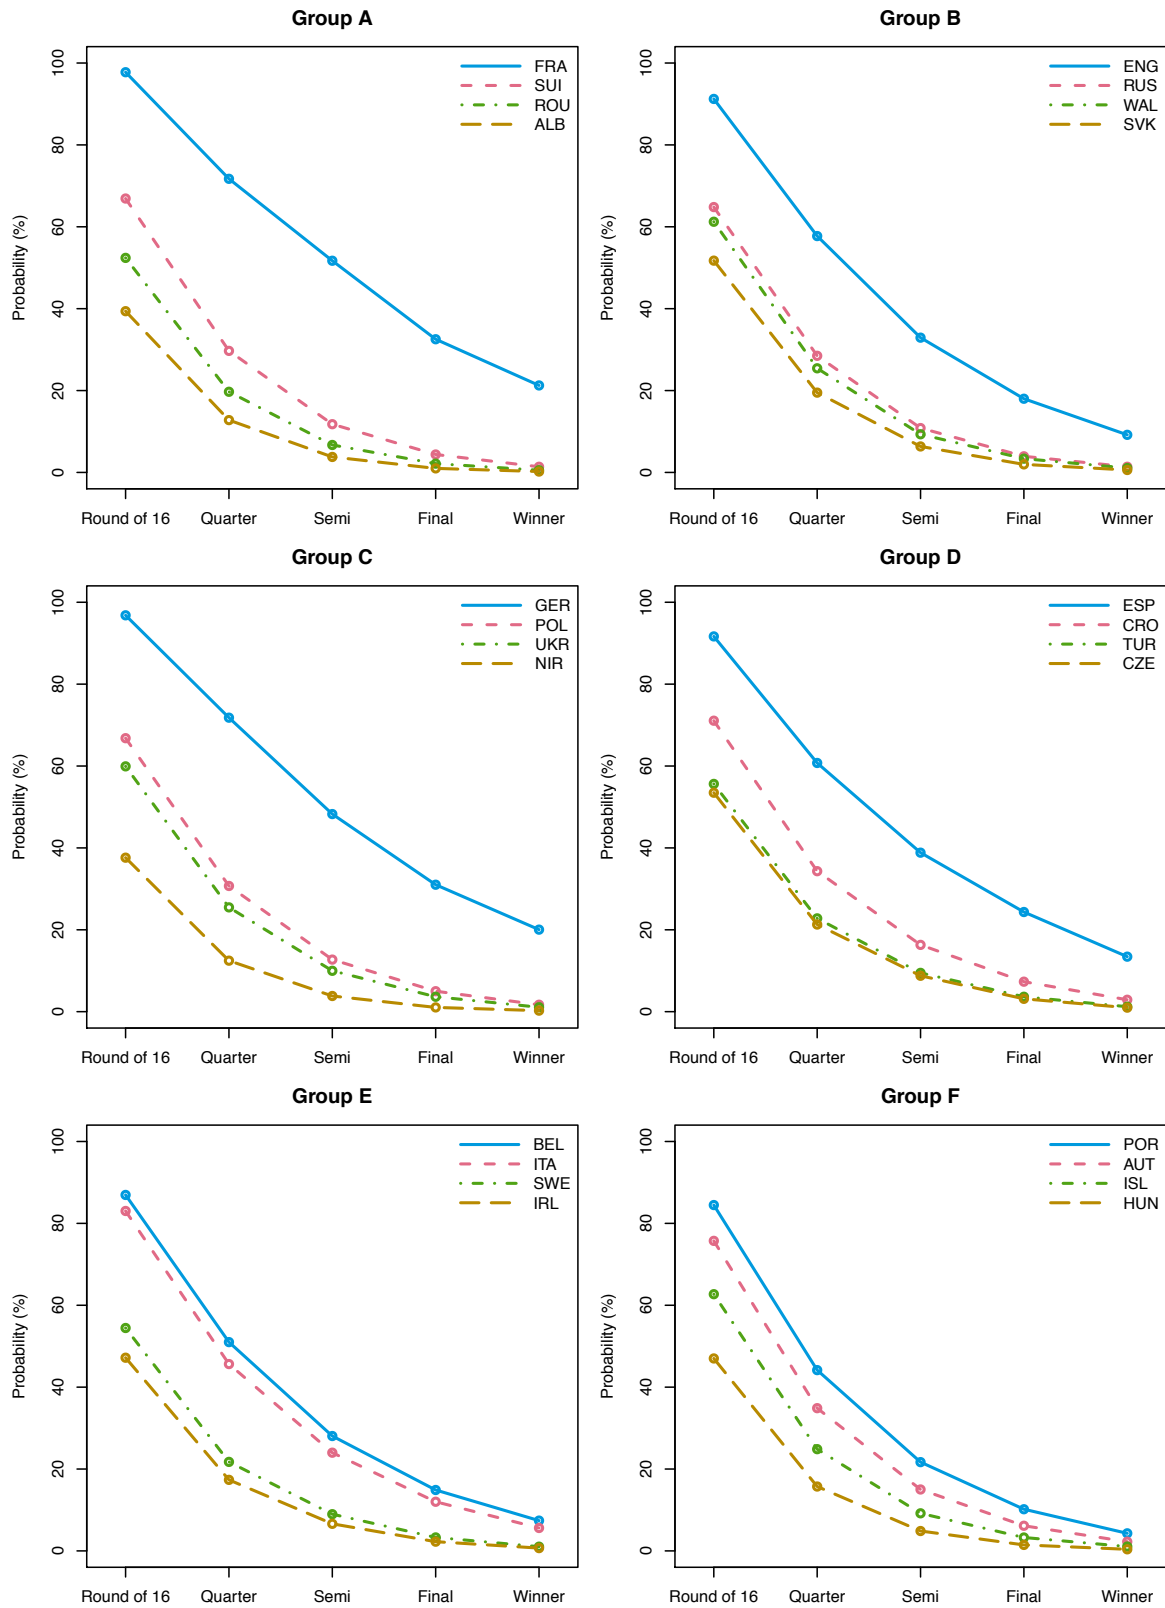 Group A
Probability (%)
100
80
60
40
20
0
FRA
SUI
ROU
ALB
Round of 16 Quarter Semi Final Winner
Group B
Probability (%)
100
80
60
40
20
0
ENG
RUS
WAL
SVK
Round of 16 Quarter Semi Final Winner
Group C
Probability (%)
100
80
60
40
20
0
GER
POL
UKR
NIR
Round of 16 Quarter Semi Final Winner
Group D
Probability (%)
100
80
60
40
20
0
ESP
CRO
TUR
CZE
Round of 16 Quarter Semi Final Winner
Group E
Probability (%)
100
80
60
40
20
0
BEL
ITA
SWE
IRL
Round of 16 Quarter Semi Final Winner
Group F
Probability (%)
100
80
60
40
20
0
POR
AUT
ISL
HUN
Round of 16 Quarter Semi Final Winner